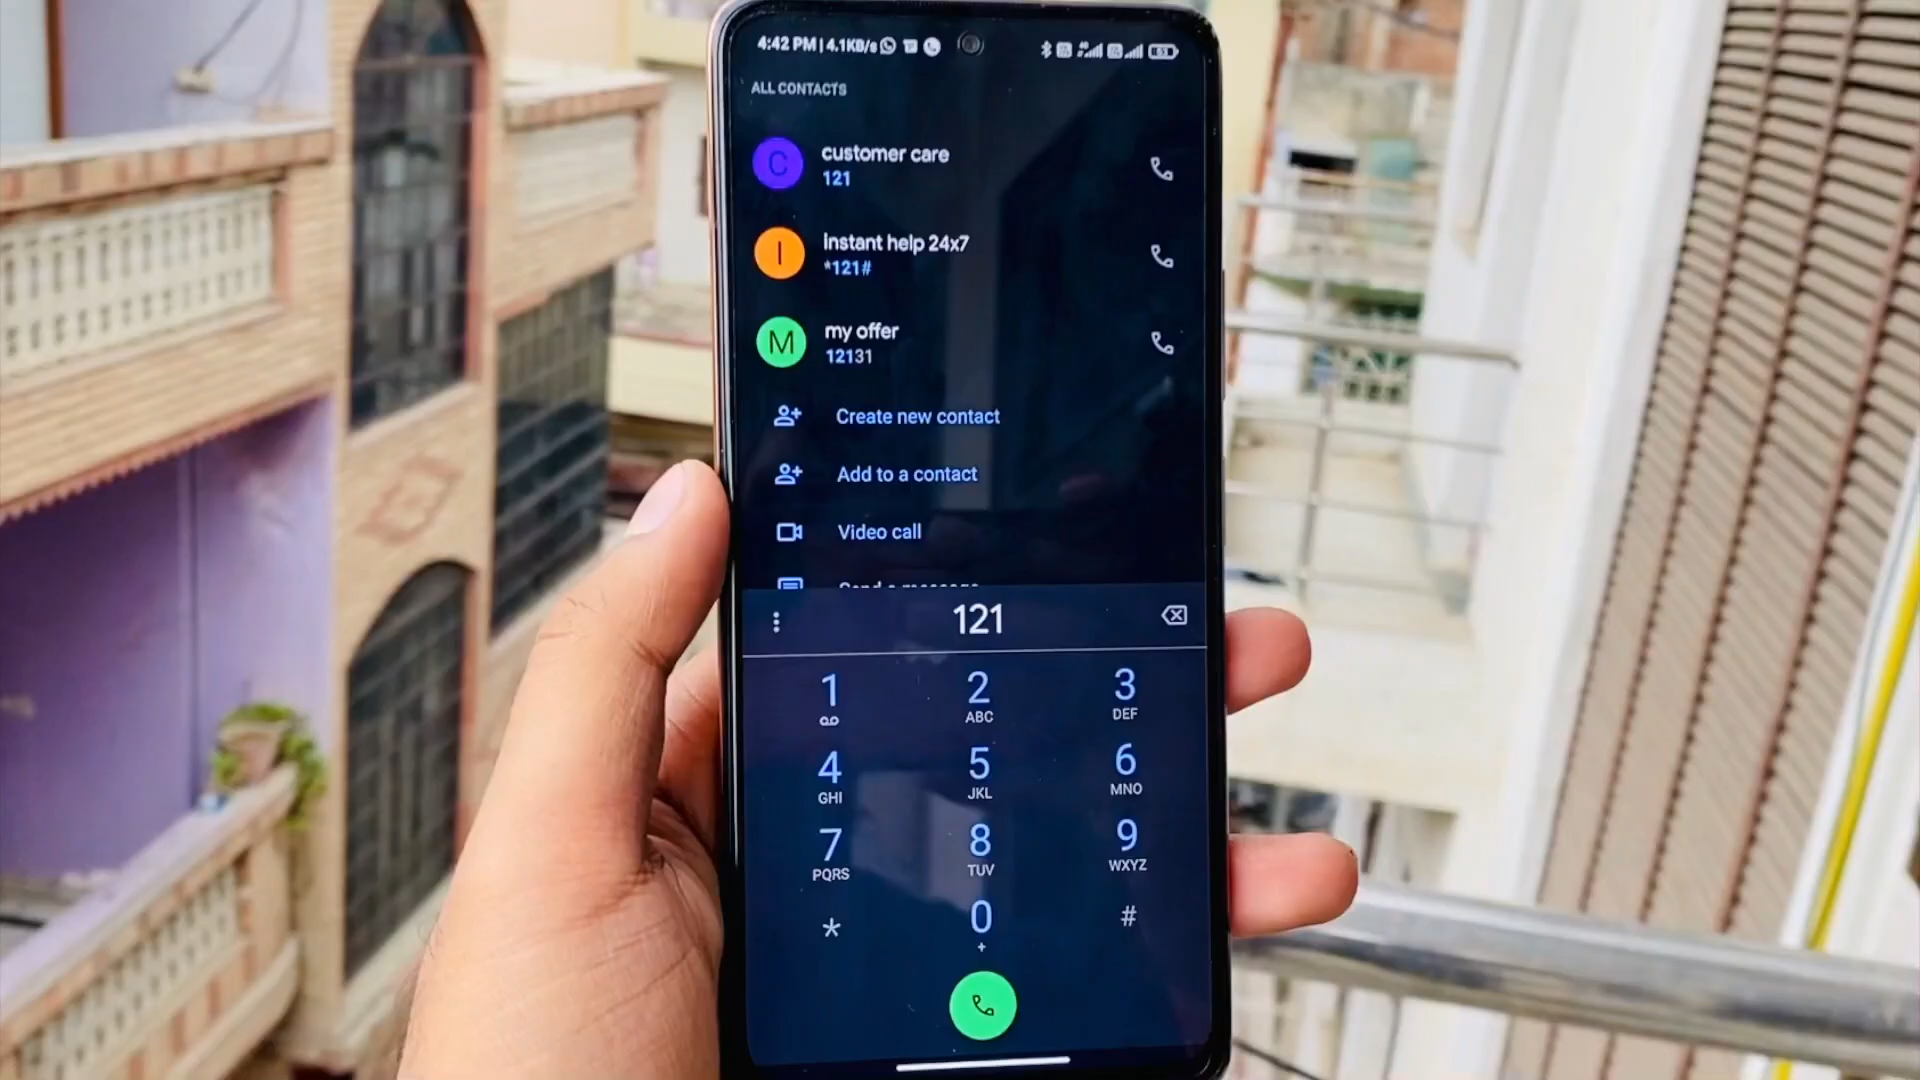 4:42 PM | 4.1KB/s
ALL CONTACTS
C
customer care
121
I
Instant help 24x7
*121#
M
my offer
12131
Create new contact
Add to a contact
Video call
Send a message
121
1
2
ABC
3
DEF
4
GHI
5
JKL
6
MNO
7
PQRS
8
TUV
9
WXYZ
*
0
+
#